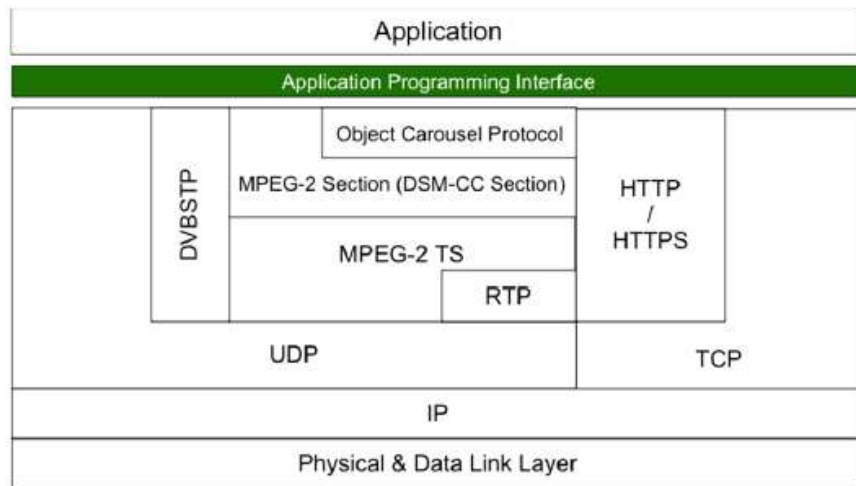 Application
Application Programming Interface
Object Carousel Protocol
DVBSTP
MPEG-2 Section (DSM-CC Section)
HTTP
/
HTTPS
MPEG-2 TS
RTP
UDP
TCP
IP
Physical & Data Link Layer